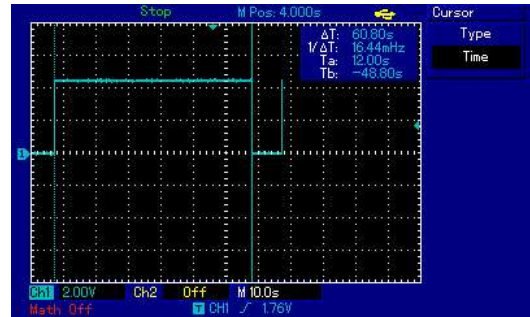 Stop M Pos: 4.000s Cursor
Type
Time
ΔT: 60.80s
1/ΔT: 16.44mHz
Ta: 12.00s
Tb: -48.80s
1
Ch1 2.00V Ch2 Off M 10.0s
Math Off T CH1 / 1.76V